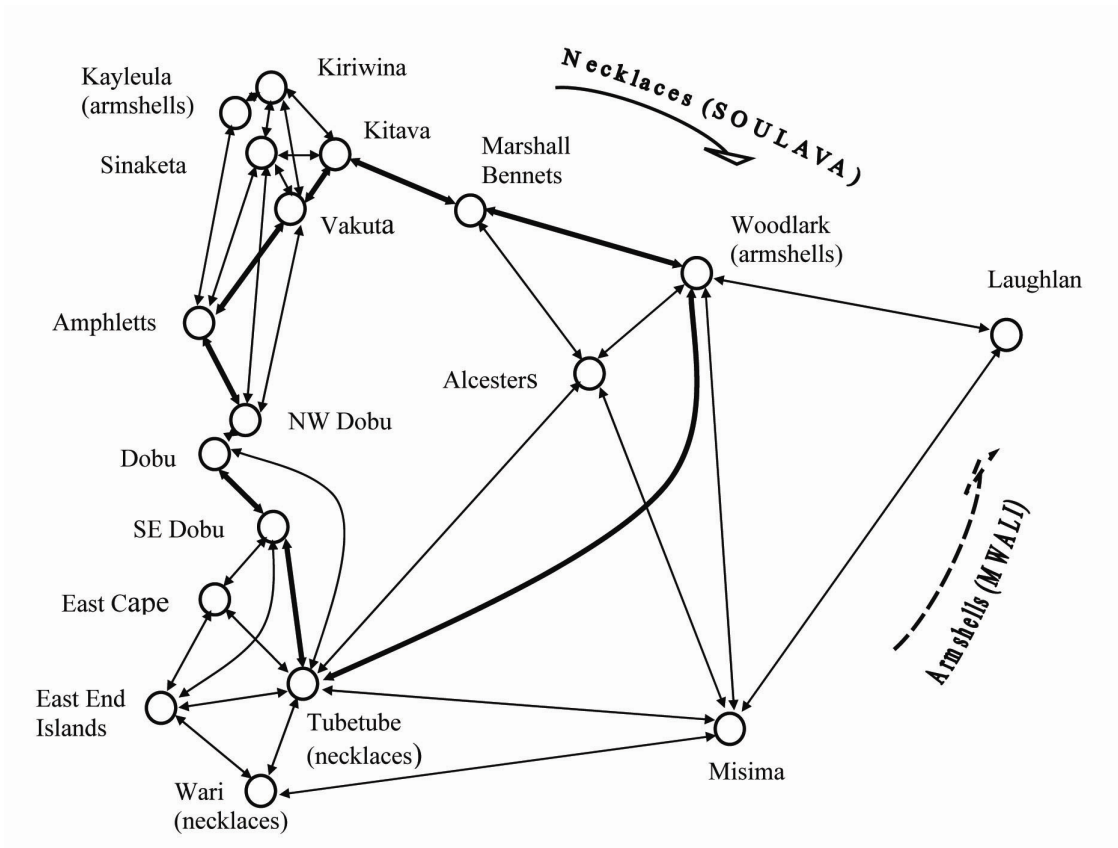 Kiriwina
Kayleula
(armshells)
Necklaces (SOULAVA)
Sinaketa
Kitava
Marshall
Bennets
Vakuta
Woodlark
(armshells)
Laughlan
Amphletts
Alcesters
NW Dobu
Dobu
SE Dobu
East Cape
Armshells (MWALI)
East End
Islands
Tubetube
(necklaces)
Misima
Wari
(necklaces)